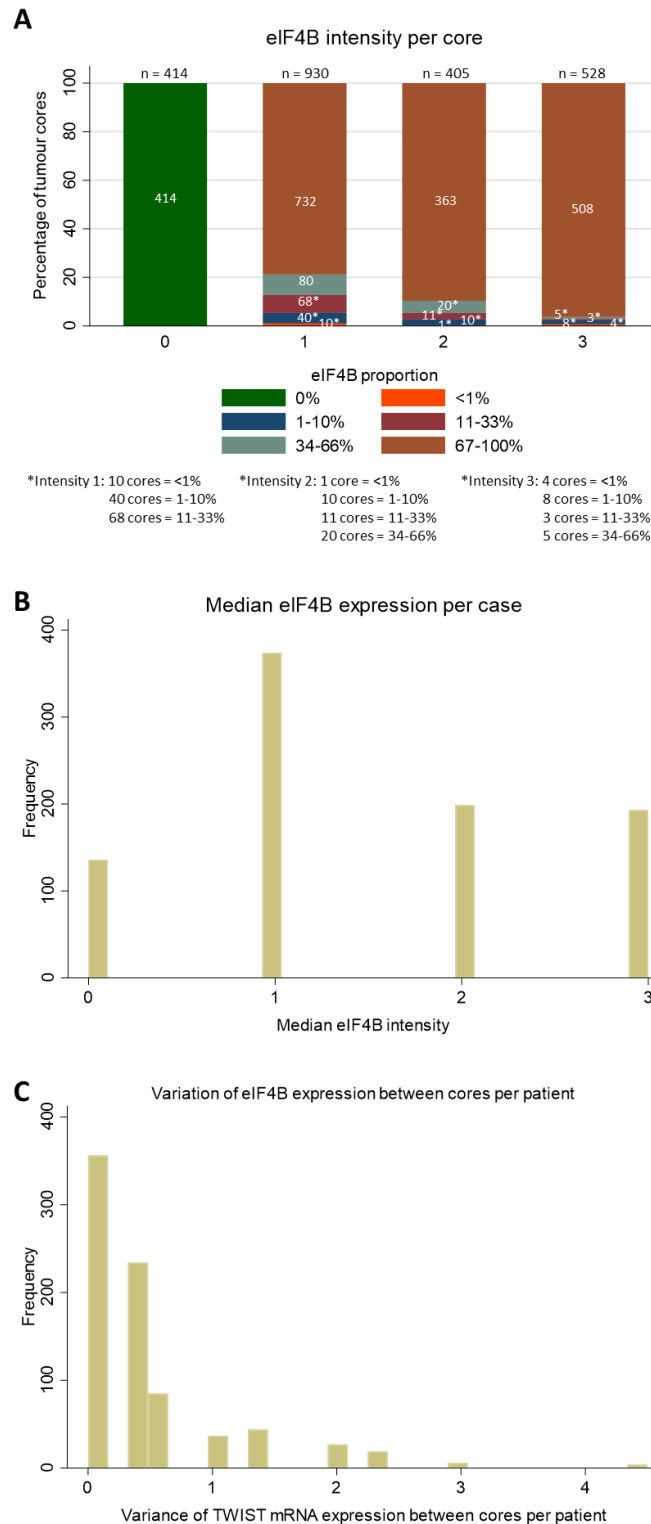 A
eIF4B intensity per core
n = 414 n = 930 n = 405 n = 528
Percentage of tumour cores
100
80
60
40
20
0
414
732
80
68*
40*
10*
363
20*
11*
10*
1*
508
5*
3*
8*
4*
0 1 2 3
eIF4B proportion
0% <1%
1-10% 11-33%
34-66% 67-100%
*Intensity 1: 10 cores = <1% *Intensity 2: 1 core = <1% *Intensity 3: 4 cores = <1%
40 cores = 1-10% 10 cores = 1-10% 8 cores = 1-10%
68 cores = 11-33% 11 cores = 11-33% 3 cores = 11-33%
20 cores = 34-66% 5 cores = 34-66%
B
Median eIF4B expression per case
Frequency
400
300
200
100
0
0 1 2 3
Median eIF4B intensity
C
Variation of eIF4B expression between cores per patient
Frequency
400
300
200
100
0
0 1 2 3 4
Variance of TWIST mRNA expression between cores per patient